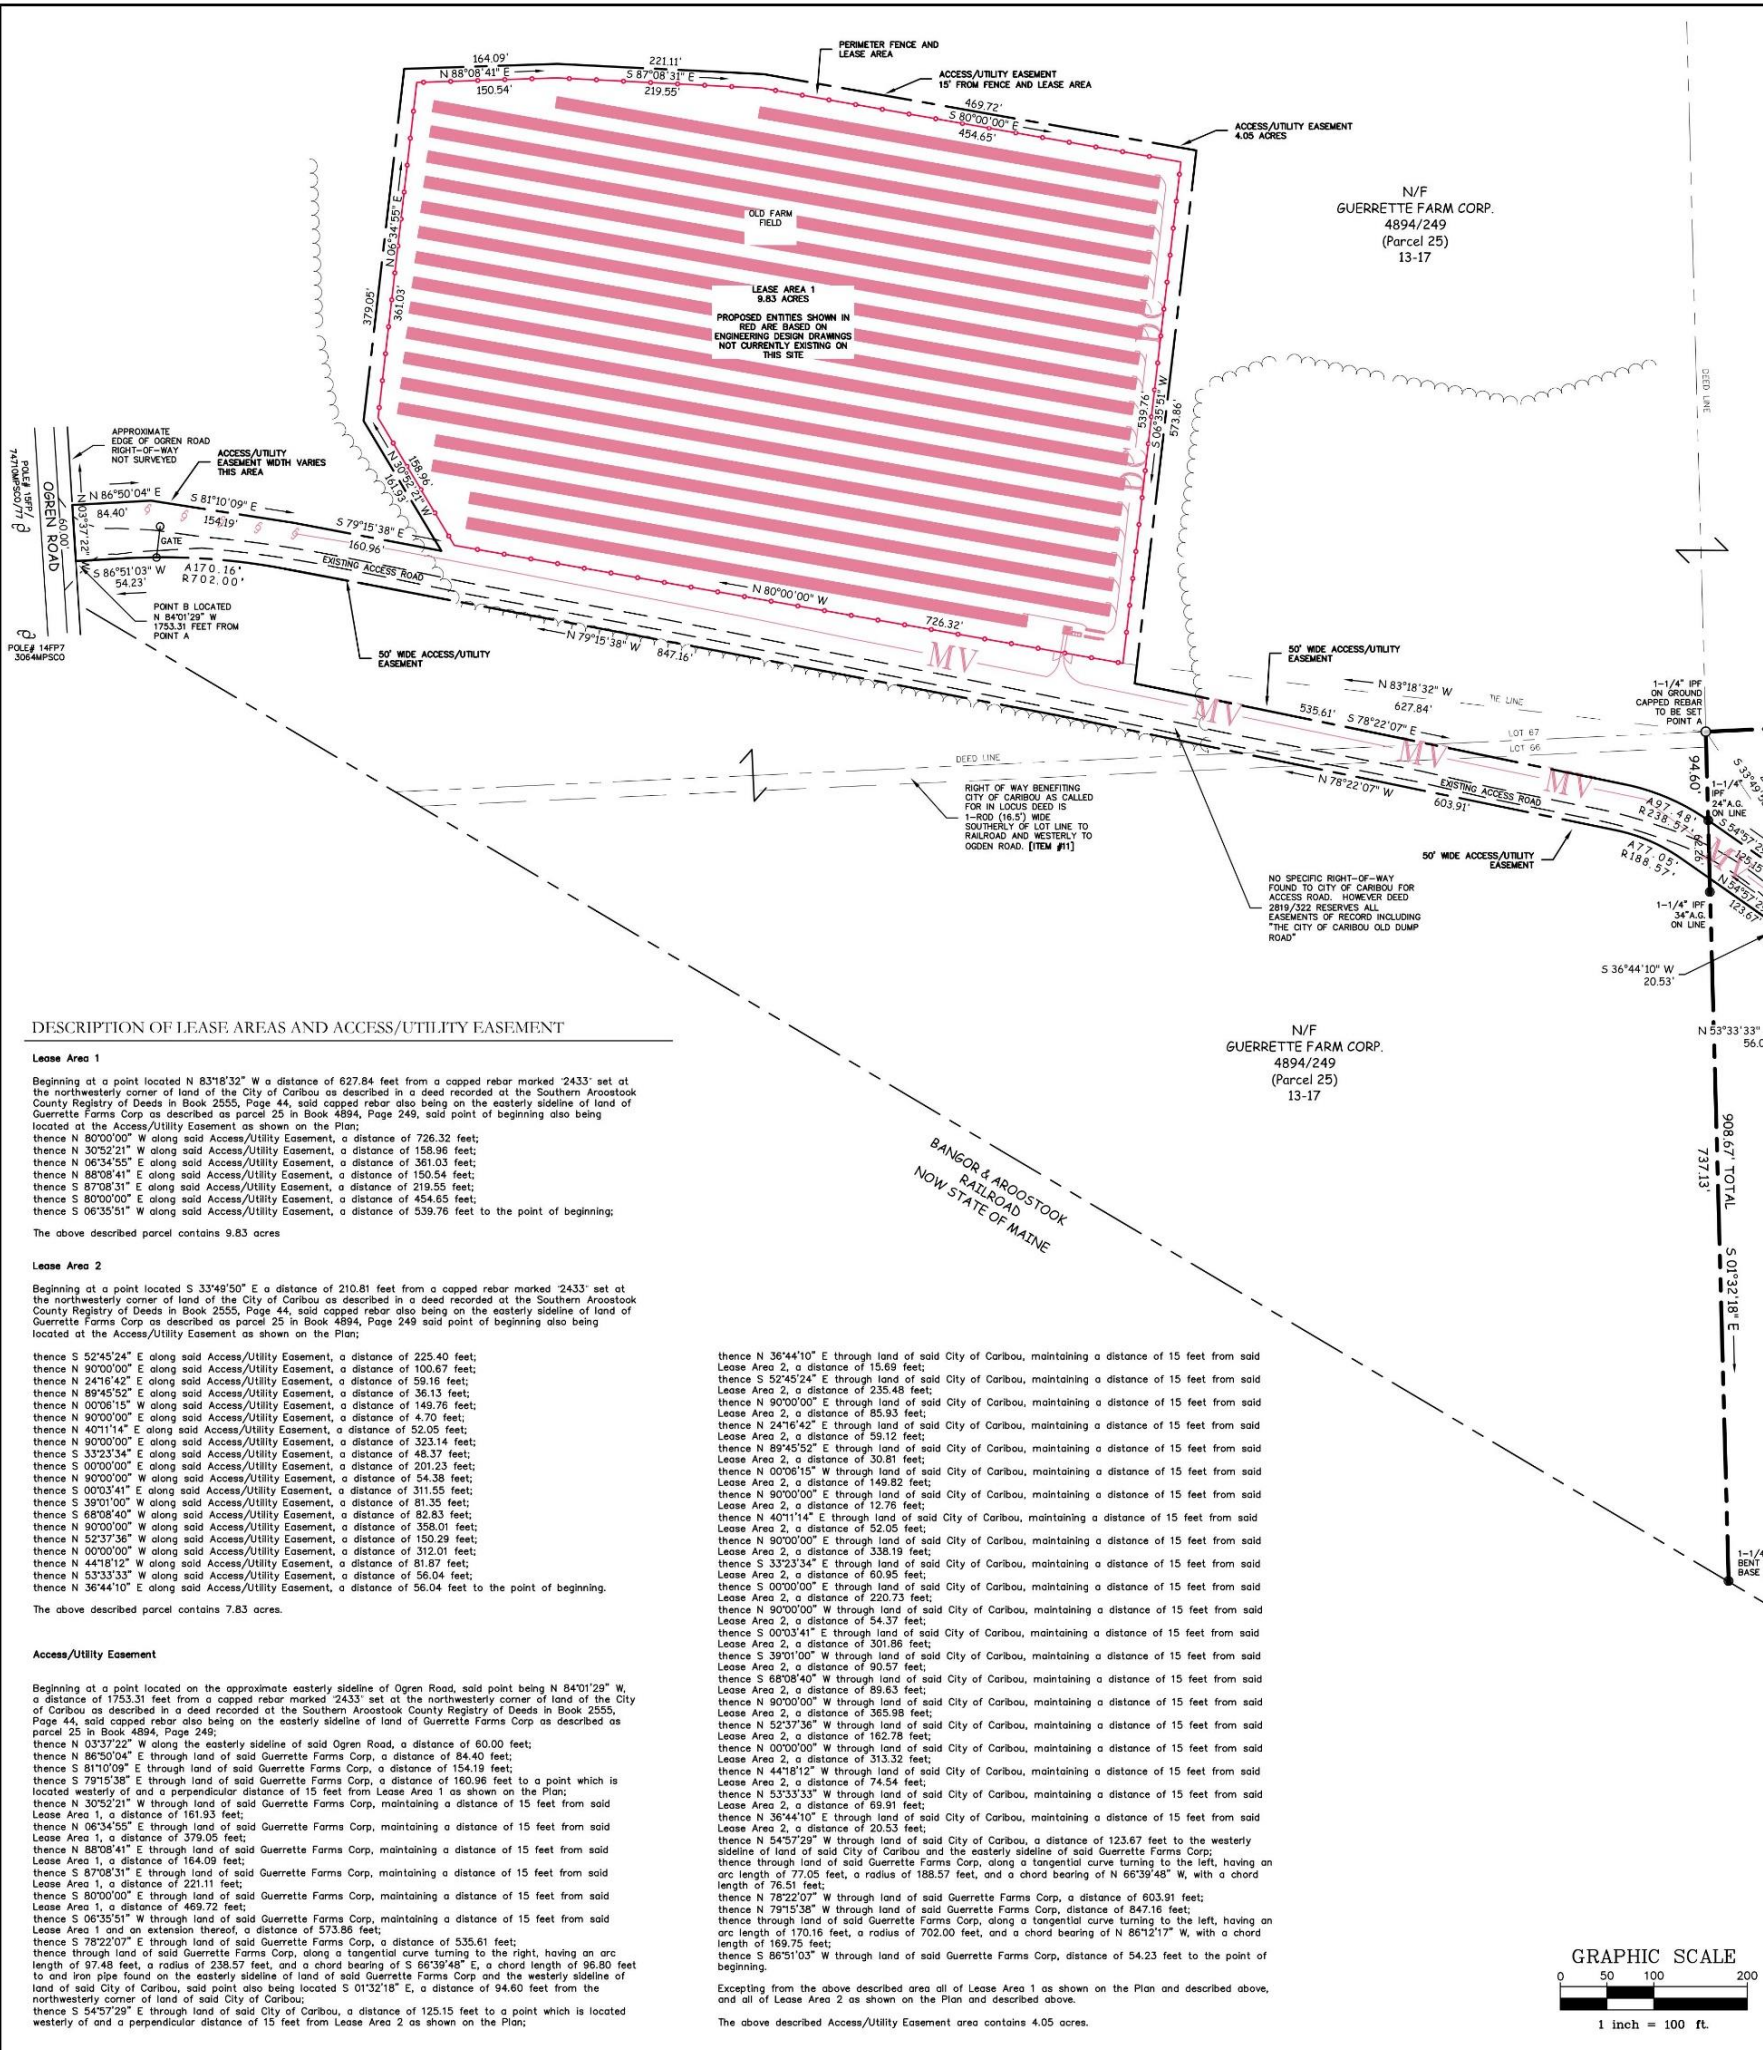 PERIMETER FENCE AND
LEASE AREA
ACCESS/UTILITY EASEMENT
15' FROM FENCE AND LEASE AREA
ACCESS/UTILITY EASEMENT
4.05 ACRES
164.09'
N 88°08'41" E
150.54'
221.11'
S 87°08'31" E
219.55'
469.72'
S 80°00'00" E
454.65'
N/F
GUERRETTE FARM CORP.
4894/249
(Parcel 25)
13-17
OLD FARM
FIELD
LEASE AREA 1
9.83 ACRES
PROPOSED ENTITIES SHOWN IN
RED ARE BASED ON
ENGINEERING DESIGN DRAWINGS
NOT CURRENTLY EXISTING ON
THIS SITE
N 06°34'55" E
379.05'
361.03'
539.76'
S 06°35'51" W
573.86'
DEED LINE
158.96'
N 30°52'21" W
161.93'
APPROXIMATE
EDGE OF OGREN ROAD
RIGHT-OF-WAY
NOT SURVEYED
ACCESS/UTILITY
EASEMENT WIDTH VARIES
THIS AREA
POLE# 15FP/
OGREN ROAD
60.00'
N 03°37'22" W
N 86°50'04" E
84.40'
S 81°10'09" E
154.19'
S 79°15'38" E
160.96'
GATE
EXISTING ACCESS ROAD
S 86°51'03" W
54.23'
A170.16'
R702.00'
POINT B LOCATED
N 84°01'29" W
1753.31 FEET FROM
POINT A
POLE# 14FP7
3064MPSCO
50' WIDE ACCESS/UTILITY
EASEMENT
N 80°00'00" W
726.32'
N 79°15'38" W
847.16'
MV
MV
MV
MV
MV
50' WIDE ACCESS/UTILITY
EASEMENT
N 83°18'32" W
627.84'
TIE LINE
535.61'
S 78°22'07" E
LOT 67
LOT 66
1-1/4" IPF
ON GROUND
CAPPED REBAR
TO BE SET
POINT A
94.60'
1-1/4"
IPF
24"A.G.
ON LINE
DEED LINE
RIGHT OF WAY BENEFITING
CITY OF CARIBOU AS CALLED
FOR IN LOCUS DEED IS
1-ROD (16.5') WIDE
SOUTHERLY OF LOT LINE TO
RAILROAD AND WESTERLY TO
OGDEN ROAD. [ITEM #11]
N 78°22'07" W
603.91'
EXISTING ACCESS ROAD
A97.48'
R238.57'
A77.05'
R188.57'
123.67'
50' WIDE ACCESS/UTILITY
EASEMENT
NO SPECIFIC RIGHT-OF-WAY
FOUND TO CITY OF CARIBOU FOR
ACCESS ROAD. HOWEVER DEED
2819/322 RESERVES ALL
EASEMENTS OF RECORD INCLUDING
"THE CITY OF CARIBOU OLD DUMP
ROAD"
1-1/4" IPF
34"A.G.
ON LINE
S 36°44'10" W
20.53'
N 53°33'33"
56.0
N/F
GUERRETTE FARM CORP.
4894/249
(Parcel 25)
13-17
908.67' TOTAL
737.13'
S 01°32'18" E
BANGOR & AROOSTOOK
RAILROAD
NOW STATE OF MAINE
1-1/4
BENT
BASE
DESCRIPTION OF LEASE AREAS AND ACCESS/UTILITY EASEMENT
Lease Area 1
Beginning at a point located N 83°18'32" W a distance of 627.84 feet from a capped rebar marked "2433" set at
the northwesterly corner of land of the City of Caribou as described in a deed recorded at the Southern Aroostook
County Registry of Deeds in Book 2555, Page 44, said capped rebar also being on the easterly sideline of land of
Guerrette Farms Corp as described as parcel 25 in Book 4894, Page 249, said point of beginning also being
located at the Access/Utility Easement as shown on the Plan;
thence N 80°00'00" W along said Access/Utility Easement, a distance of 726.32 feet;
thence N 30°52'21" W along said Access/Utility Easement, a distance of 158.96 feet;
thence N 06°34'55" E along said Access/Utility Easement, a distance of 361.03 feet;
thence N 88°08'41" E along said Access/Utility Easement, a distance of 150.54 feet;
thence S 87°08'31" E along said Access/Utility Easement, a distance of 219.55 feet;
thence S 80°00'00" E along said Access/Utility Easement, a distance of 454.65 feet;
thence S 06°35'51" W along said Access/Utility Easement, a distance of 539.76 feet to the point of beginning;
The above described parcel contains 9.83 acres
Lease Area 2
Beginning at a point located S 33°49'50" E a distance of 210.81 feet from a capped rebar marked "2433" set at
the northwesterly corner of land of the City of Caribou as described in a deed recorded at the Southern Aroostook
County Registry of Deeds in Book 2555, Page 44, said capped rebar also being on the easterly sideline of land of
Guerrette Farms Corp as described as parcel 25 in Book 4894, Page 249 said point of beginning also being
located at the Access/Utility Easement as shown on the Plan;
thence S 52°45'24" E along said Access/Utility Easement, a distance of 225.40 feet;
thence N 90°00'00" E along said Access/Utility Easement, a distance of 100.67 feet;
thence N 24°16'42" E along said Access/Utility Easement, a distance of 59.16 feet;
thence N 89°45'52" E along said Access/Utility Easement, a distance of 36.13 feet;
thence N 00°06'15" W along said Access/Utility Easement, a distance of 149.76 feet;
thence N 90°00'00" E along said Access/Utility Easement, a distance of 4.70 feet;
thence N 40°11'14" E along said Access/Utility Easement, a distance of 52.05 feet;
thence N 90°00'00" E along said Access/Utility Easement, a distance of 323.14 feet;
thence S 33°23'34" E along said Access/Utility Easement, a distance of 48.37 feet;
thence S 00°00'00" E along said Access/Utility Easement, a distance of 201.23 feet;
thence N 90°00'00" W along said Access/Utility Easement, a distance of 54.38 feet;
thence S 00°03'41" E along said Access/Utility Easement, a distance of 311.55 feet;
thence S 39°01'00" W along said Access/Utility Easement, a distance of 81.35 feet;
thence S 68°08'40" W along said Access/Utility Easement, a distance of 82.83 feet;
thence N 90°00'00" W along said Access/Utility Easement, a distance of 358.01 feet;
thence N 52°37'36" W along said Access/Utility Easement, a distance of 150.29 feet;
thence N 00°00'00" W along said Access/Utility Easement, a distance of 312.01 feet;
thence N 44°18'12" W along said Access/Utility Easement, a distance of 81.87 feet;
thence N 53°33'33" W along said Access/Utility Easement, a distance of 56.04 feet;
thence N 36°44'10" E along said Access/Utility Easement, a distance of 56.04 feet to the point of beginning.
The above described parcel contains 7.83 acres.
Access/Utility Easement
Beginning at a point located on the approximate easterly sideline of Ogren Road, said point being N 84°01'29" W,
a distance of 1753.31 feet from a capped rebar marked "2433" set at the northwesterly corner of land of the City
of Caribou as described in a deed recorded at the Southern Aroostook County Registry of Deeds in Book 2555,
Page 44, said capped rebar also being on the easterly sideline of land of Guerrette Farms Corp as described as
parcel 25 in Book 4894, Page 249;
thence N 03°37'22" W along the easterly sideline of said Ogren Road, a distance of 60.00 feet;
thence N 86°50'04" E through land of said Guerrette Farms Corp, a distance of 84.40 feet;
thence S 81°10'09" E through land of said Guerrette Farms Corp, a distance of 154.19 feet;
thence S 79°15'38" E through land of said Guerrette Farms Corp, a distance of 160.96 feet to a point which is
located westerly of and a perpendicular distance of 15 feet from Lease Area 1 as shown on the Plan;
thence N 30°52'21" W through land of said Guerrette Farms Corp, maintaining a distance of 15 feet from said
Lease Area 1, a distance of 161.93 feet;
thence N 06°34'55" E through land of said Guerrette Farms Corp, maintaining a distance of 15 feet from said
Lease Area 1, a distance of 379.05 feet;
thence N 88°08'41" E through land of said Guerrette Farms Corp, maintaining a distance of 15 feet from said
Lease Area 1, a distance of 164.09 feet;
thence S 87°08'31" E through land of said Guerrette Farms Corp, maintaining a distance of 15 feet from said
Lease Area 1, a distance of 221.11 feet;
thence S 80°00'00" E through land of said Guerrette Farms Corp, maintaining a distance of 15 feet from said
Lease Area 1, a distance of 469.72 feet;
thence S 06°35'51" W through land of said Guerrette Farms Corp, maintaining a distance of 15 feet from said
Lease Area 1 and an extension thereof, a distance of 573.86 feet;
thence S 78°22'07" E through land of said Guerrette Farms Corp, a distance of 535.61 feet;
thence through land of said Guerrette Farms Corp, along a tangential curve turning to the right, having an arc
length of 97.48 feet, a radius of 238.57 feet, and a chord bearing of S 66°39'48" E, a chord length of 96.80 feet
to and iron pipe found on the easterly sideline of land of said Guerrette Farms Corp and the westerly sideline of
land of said City of Caribou, said point also being located S 01°32'18" E, a distance of 94.60 feet from the
northwesterly corner of land of said City of Caribou;
thence S 54°57'29" E through land of said City of Caribou, a distance of 125.15 feet to a point which is located
westerly of and a perpendicular distance of 15 feet from Lease Area 2 as shown on the Plan;
thence N 36°44'10" E through land of said City of Caribou, maintaining a distance of 15 feet from said
Lease Area 2, a distance of 15.69 feet;
thence S 52°45'24" E through land of said City of Caribou, maintaining a distance of 15 feet from said
Lease Area 2, a distance of 235.48 feet;
thence N 90°00'00" E through land of said City of Caribou, maintaining a distance of 15 feet from said
Lease Area 2, a distance of 85.93 feet;
thence N 24°16'42" E through land of said City of Caribou, maintaining a distance of 15 feet from said
Lease Area 2, a distance of 59.12 feet;
thence N 89°45'52" E through land of said City of Caribou, maintaining a distance of 15 feet from said
Lease Area 2, a distance of 30.81 feet;
thence N 00°06'15" W through land of said City of Caribou, maintaining a distance of 15 feet from said
Lease Area 2, a distance of 149.82 feet;
thence N 90°00'00" E through land of said City of Caribou, maintaining a distance of 15 feet from said
Lease Area 2, a distance of 12.76 feet;
thence N 40°11'14" E through land of said City of Caribou, maintaining a distance of 15 feet from said
Lease Area 2, a distance of 52.05 feet;
thence N 90°00'00" E through land of said City of Caribou, maintaining a distance of 15 feet from said
Lease Area 2, a distance of 338.19 feet;
thence S 33°23'34" E through land of said City of Caribou, maintaining a distance of 15 feet from said
Lease Area 2, a distance of 60.95 feet;
thence S 00°00'00" E through land of said City of Caribou, maintaining a distance of 15 feet from said
Lease Area 2, a distance of 220.73 feet;
thence N 90°00'00" W through land of said City of Caribou, maintaining a distance of 15 feet from said
Lease Area 2, a distance of 54.37 feet;
thence S 00°03'41" E through land of said City of Caribou, maintaining a distance of 15 feet from said
Lease Area 2, a distance of 301.86 feet;
thence S 39°01'00" W through land of said City of Caribou, maintaining a distance of 15 feet from said
Lease Area 2, a distance of 90.57 feet;
thence S 68°08'40" W through land of said City of Caribou, maintaining a distance of 15 feet from said
Lease Area 2, a distance of 89.63 feet;
thence N 90°00'00" W through land of said City of Caribou, maintaining a distance of 15 feet from said
Lease Area 2, a distance of 365.98 feet;
thence N 52°37'36" W through land of said City of Caribou, maintaining a distance of 15 feet from said
Lease Area 2, a distance of 162.78 feet;
thence N 00°00'00" W through land of said City of Caribou, maintaining a distance of 15 feet from said
Lease Area 2, a distance of 313.32 feet;
thence N 44°18'12" W through land of said City of Caribou, maintaining a distance of 15 feet from said
Lease Area 2, a distance of 74.54 feet;
thence N 53°33'33" W through land of said City of Caribou, maintaining a distance of 15 feet from said
Lease Area 2, a distance of 69.91 feet;
thence N 36°44'10" E through land of said City of Caribou, maintaining a distance of 15 feet from said
Lease Area 2, a distance of 20.53 feet;
thence N 54°57'29" W through land of said City of Caribou, a distance of 123.67 feet to the westerly
sideline of land of said City of Caribou and the easterly sideline of said Guerrette Farms Corp;
thence through land of said Guerrette Farms Corp, along a tangential curve turning to the left, having an
arc length of 77.05 feet, a radius of 188.57 feet, and a chord bearing of N 66°39'48" W, with a chord
length of 76.51 feet;
thence N 78°22'07" W through land of said Guerrette Farms Corp, a distance of 603.91 feet;
thence N 79°15'38" W through land of said Guerrette Farms Corp, distance of 847.16 feet;
thence through land of said Guerrette Farms Corp, along a tangential curve turning to the left, having an
arc length of 170.16 feet, a radius of 702.00 feet, and a chord bearing of N 86°12'17" W, with a chord
length of 169.75 feet;
thence S 86°51'03" W through land of said Guerrette Farms Corp, distance of 54.23 feet to the point of
beginning.
Excepting from the above described area all of Lease Area 1 as shown on the Plan and described above,
and all of Lease Area 2 as shown on the Plan and described above.
The above described Access/Utility Easement area contains 4.05 acres.
GRAPHIC SCALE
0 50 100 200
1 inch = 100 ft.